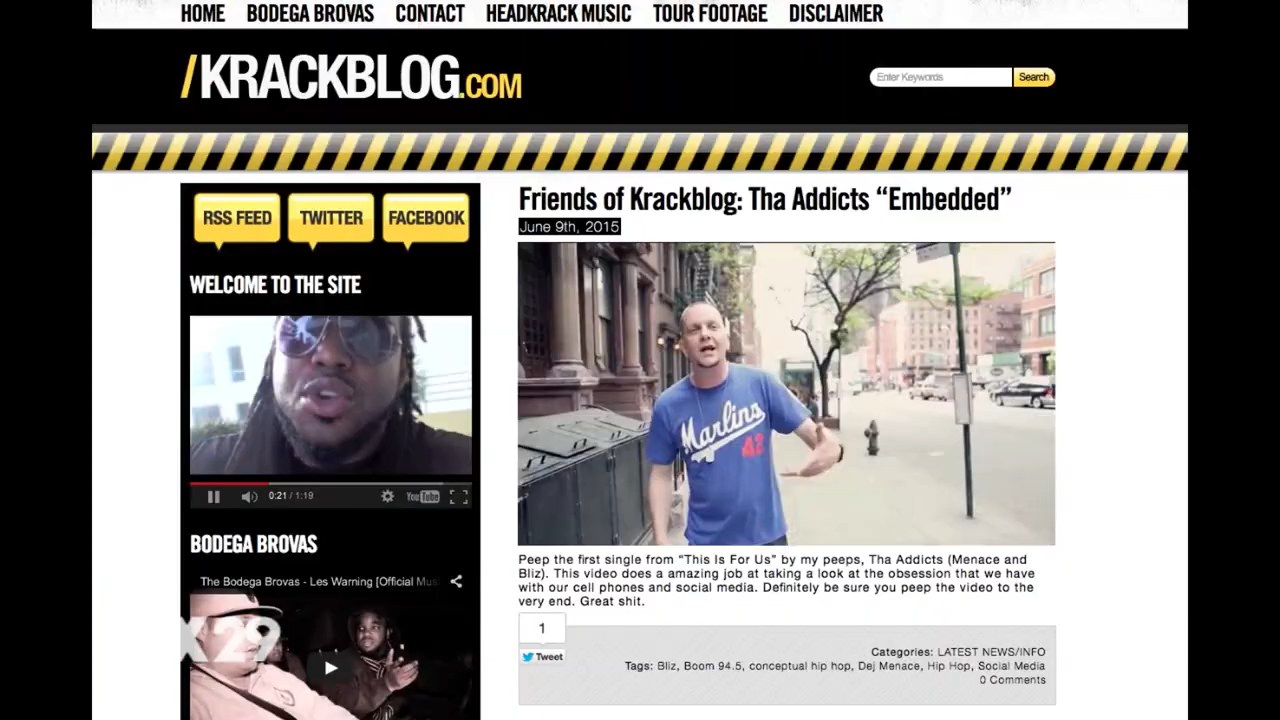 HOME BODEGA BROVAS CONTACT HEADKRACK MUSIC TOUR FOOTAGE DISCLAIMER
/KRACKBLOG.COM
Enter Keywords Search
RSS FEED TWITTER FACEBOOK
WELCOME TO THE SITE
0:21 / 1:19 YouTube
BODEGA BROVAS
The Bodega Brovas - Les Warning [Official Mus
X29
Friends of Krackblog: Tha Addicts “Embedded”
June 9th, 2015
Marlins
42
Peep the first single from “This Is For Us” by my peeps, Tha Addicts (Menace and
Bliz). This video does a amazing job at taking a look at the obsession that we have
with our cell phones and social media. Definitely be sure you peep the video to the
very end. Great shit.
1
Tweet
Categories: LATEST NEWS/INFO
Tags: Bliz, Boom 94.5, conceptual hip hop, Dej Menace, Hip Hop, Social Media
0 Comments